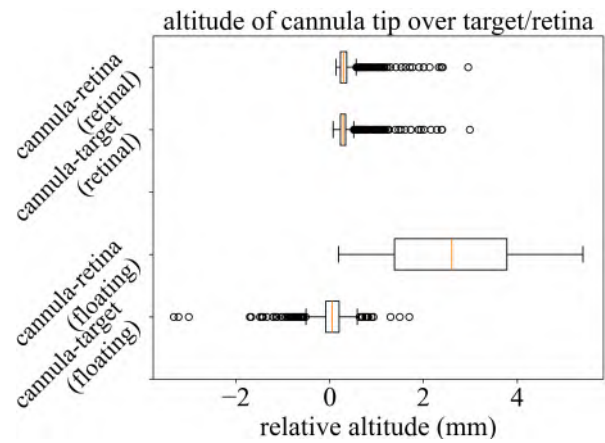 altitude of cannula tip over target/retina
cannula-retina
(retinal)
cannula-target
(retinal)
cannula-retina
(floating)
cannula-target
(floating)
−2
0
2
4
relative altitude (mm)